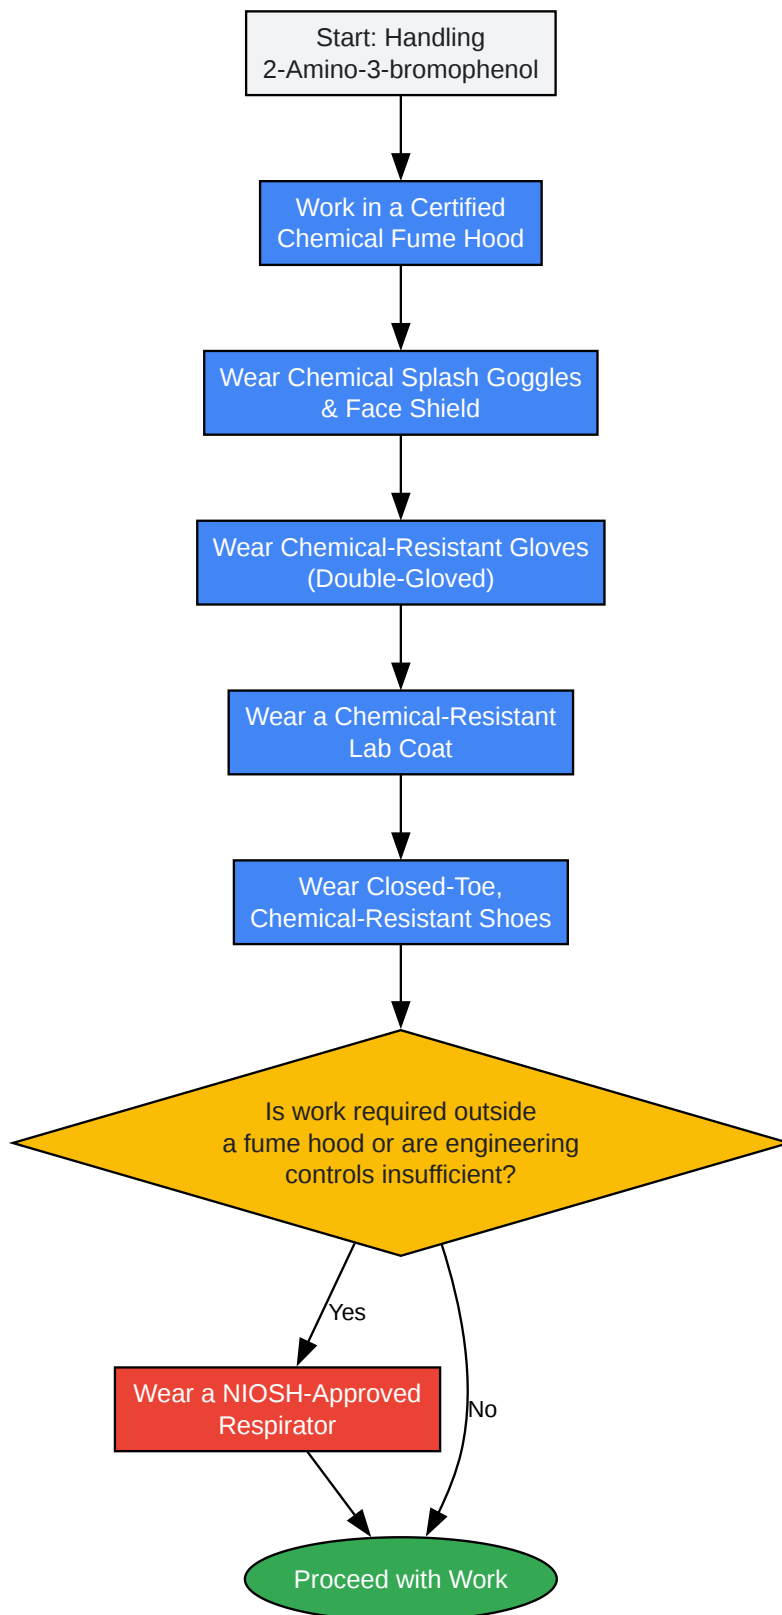 Start: Handling
2-Amino-3-bromophenol
Work in a Certified
Chemical Fume Hood
Wear Chemical Splash Goggles
& Face Shield
Wear Chemical-Resistant Gloves
(Double-Gloved)
Wear a Chemical-Resistant
Lab Coat
Wear Closed-Toe,
Chemical-Resistant Shoes
Is work required outside
a fume hood or are engineering
controls insufficient?
Yes
Wear a NIOSH-Approved
Respirator
No
Proceed with Work